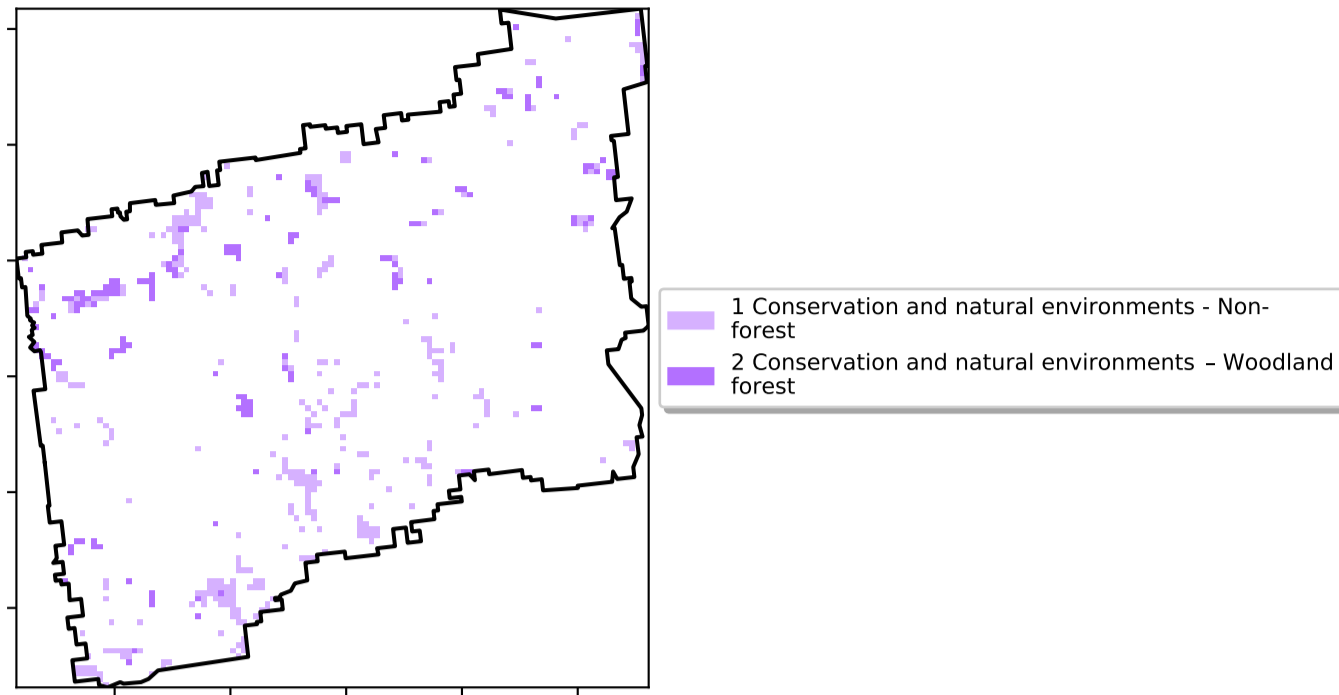 1 Conservation and natural environments - Non-
forest
2 Conservation and natural environments – Woodland
forest